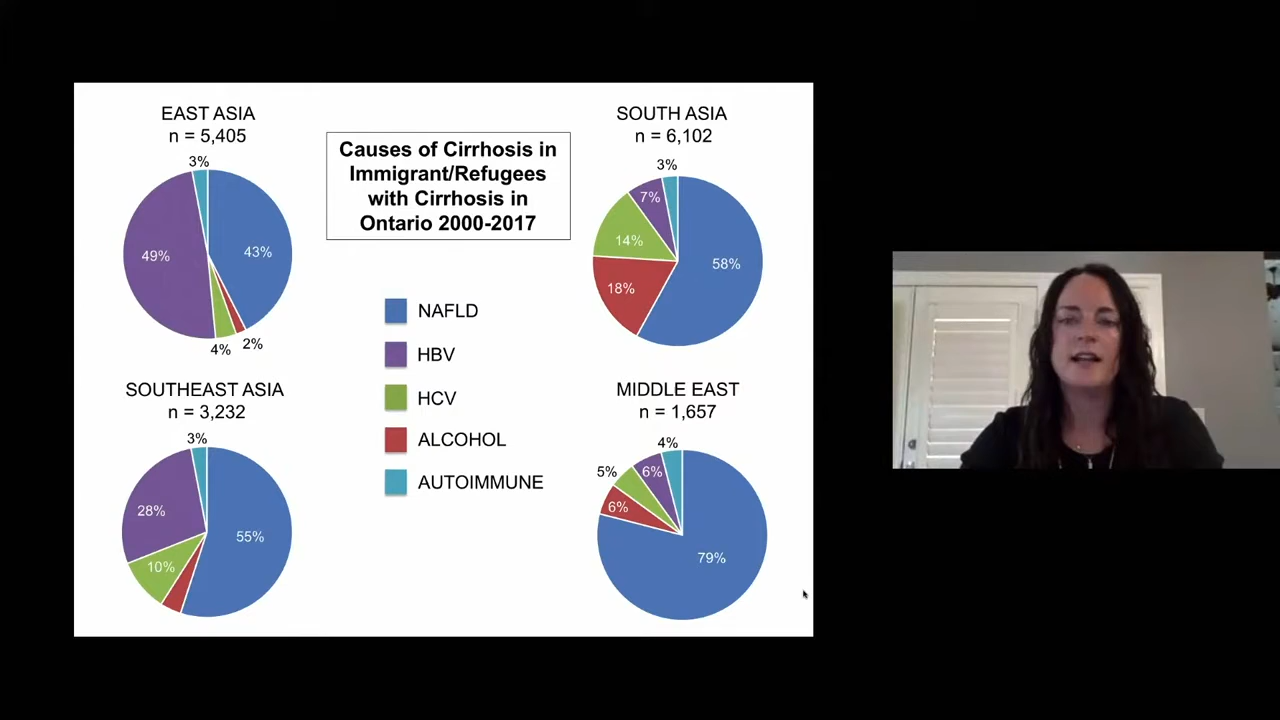 EAST ASIA
n = 5,405
3%
49%
43%
4%
2%
Causes of Cirrhosis in
Immigrant/Refugees
with Cirrhosis in
Ontario 2000-2017
SOUTH ASIA
n = 6,102
3%
7%
14%
18%
58%
NAFLD
HBV
HCV
ALCOHOL
AUTOIMMUNE
SOUTHEAST ASIA
n = 3,232
3%
28%
55%
10%
MIDDLE EAST
n = 1,657
4%
5%
6%
6%
79%